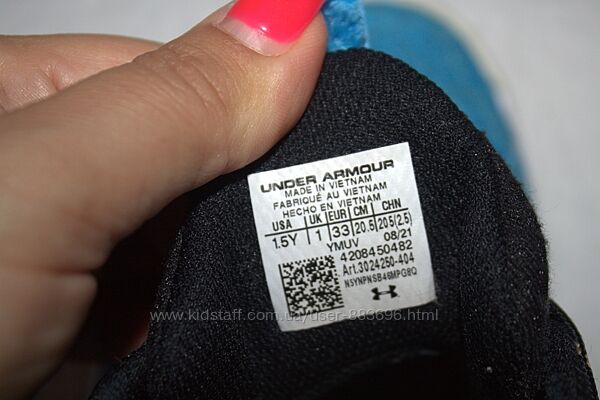 UNDER ARMOUR
MADE IN VIETNAM
FABRIQUÉ AU VIETNAM
HECHO EN VIETNAM
USA UK EUR CM CHN
1.5Y 1 33 20.5 205(2.5)
YMUV 08/21
4208450482
Art.3024250-404
NSYNPNSB46MPG8Q
www.kidstaff.com.ua/user-883696.html